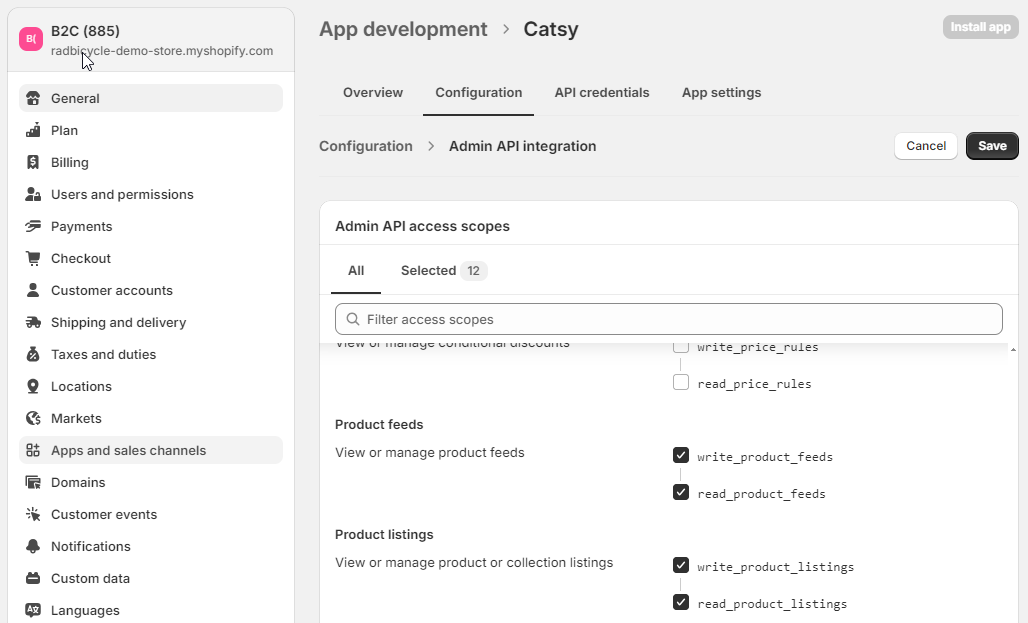 B(
B2C (885)
radbicycle-demo-store.myshopify.com
General
Plan
Billing
Users and permissions
Payments
Checkout
Customer accounts
Shipping and delivery
Taxes and duties
Locations
Markets
Apps and sales channels
Domains
Customer events
Notifications
Custom data
Languages
App development > Catsy
Install app
Overview Configuration API credentials App settings
Configuration > Admin API integration
Cancel Save
Admin API access scopes
All Selected 12
Filter access scopes
View or manage conditional discounts write_price_rules
read_price_rules
Product feeds
View or manage product feeds write_product_feeds
read_product_feeds
Product listings
View or manage product or collection listings write_product_listings
read_product_listings